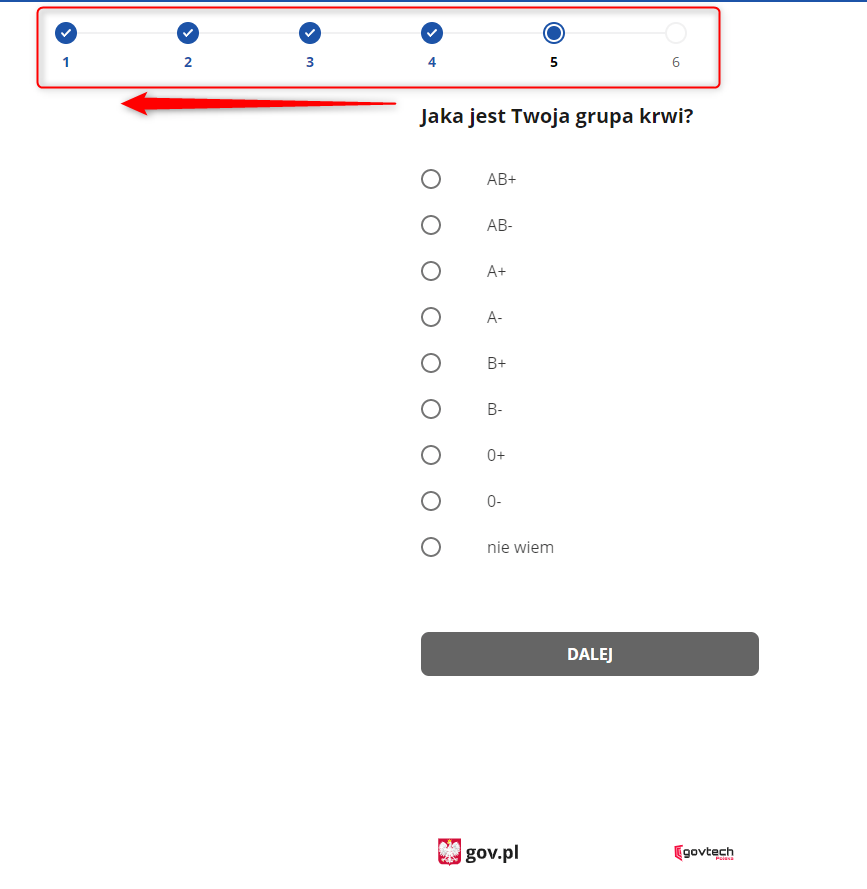 1 2 3 4 5 6
Jaka jest Twoja grupa krwi?
AB+
AB-
A+
A-
B+
B-
0+
0-
nie wiem
DALEJ
gov.pl govtech
Polska